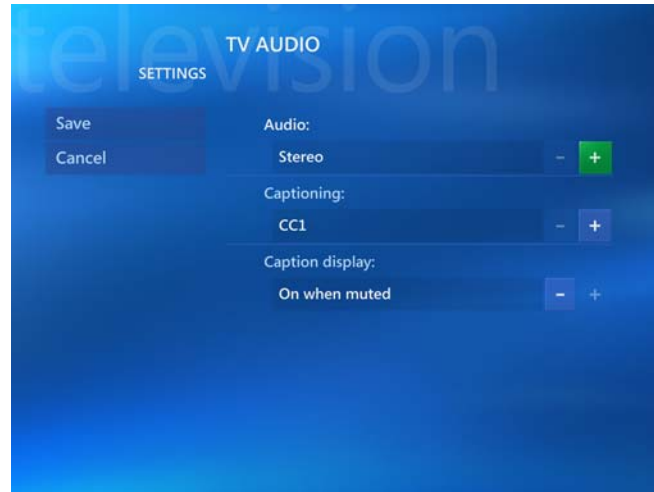 television
TV AUDIO
SETTINGS
Save
Cancel
Audio:
Stereo - +
Captioning:
CC1 - +
Caption display:
On when muted - +